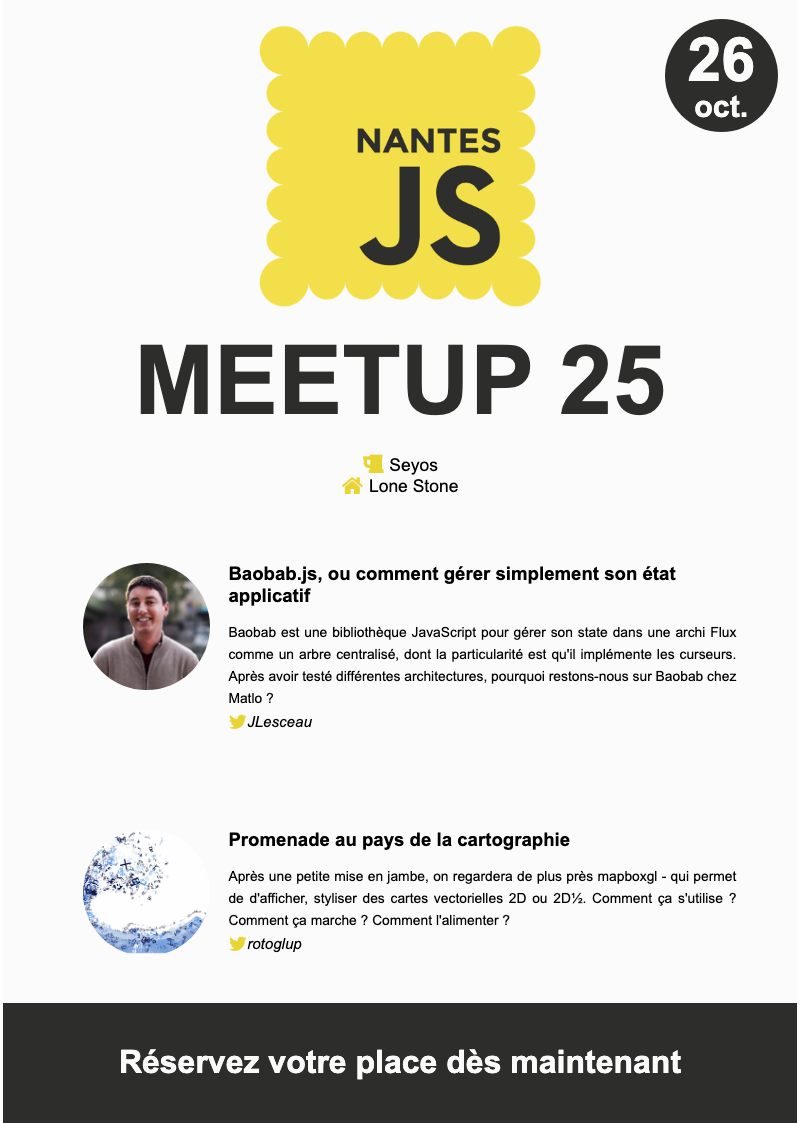 26
oct.
NANTES
JS
MEETUP 25
Seyos
Lone Stone
Baobab.js, ou comment gérer simplement son état
applicatif
Baobab est une bibliothèque JavaScript pour gérer son state dans une archi Flux
comme un arbre centralisé, dont la particularité est qu'il implémente les curseurs.
Après avoir testé différentes architectures, pourquoi restons-nous sur Baobab chez
Matlo ?
JLesceau
Promenade au pays de la cartographie
Après une petite mise en jambe, on regardera de plus près mapboxgl - qui permet
de d'afficher, styliser des cartes vectorielles 2D ou 2D½. Comment ça s'utilise ?
Comment ça marche ? Comment l'alimenter ?
rotoglup
Réservez votre place dès maintenant